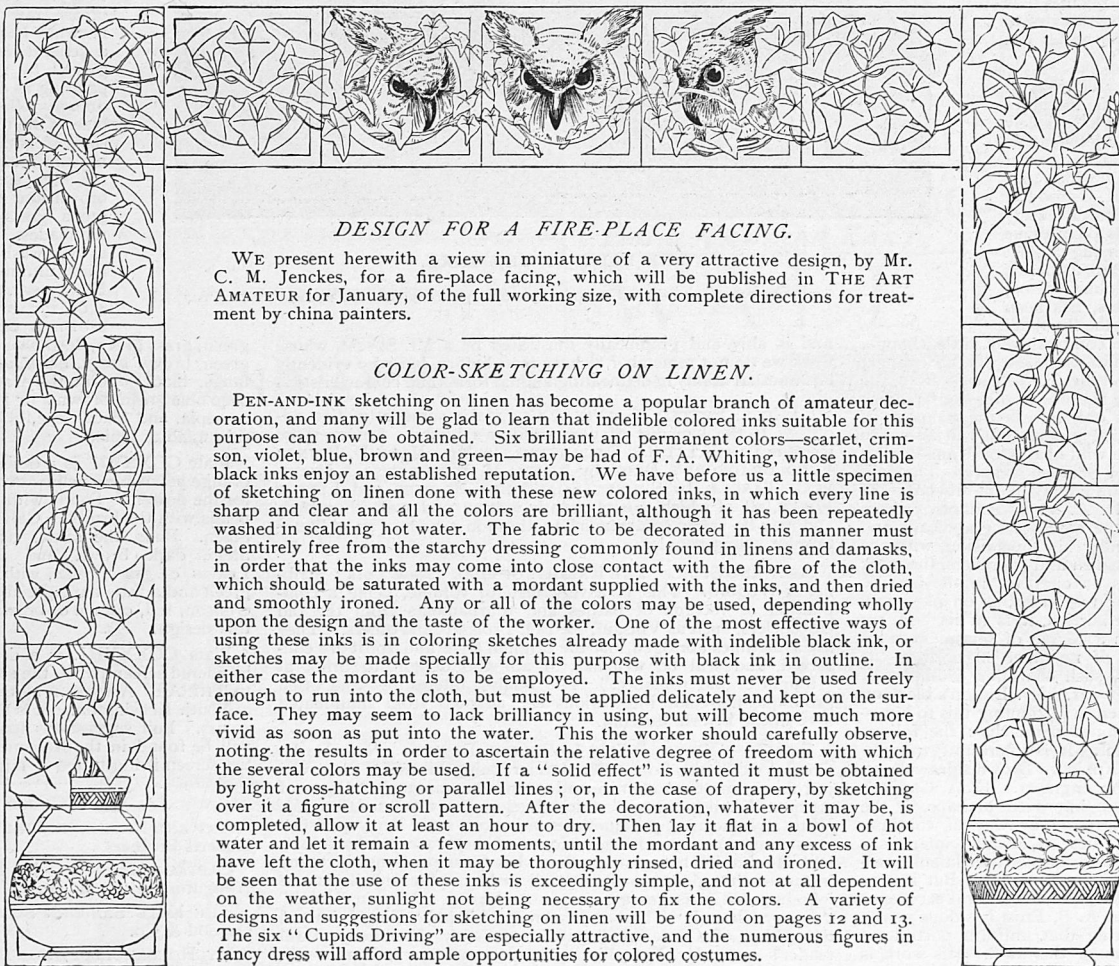 DESIGN FOR A FIRE-PLACE FACING.
WE present herewith a view in miniature of a very attractive design, by Mr.
C. M. Jenckes, for a fire-place facing, which will be published in THE ART
AMATEUR for January, of the full working size, with complete directions for treat-
ment by china painters.
COLOR-SKETCHING ON LINEN.
PEN-AND-INK sketching on linen has become a popular branch of amateur dec-
oration, and many will be glad to learn that indelible colored inks suitable for this
purpose can now be obtained. Six brilliant and permanent colors—scarlet, crim-
son, violet, blue, brown and green—may be had of F. A. Whiting, whose indelible
black inks enjoy an established reputation. We have before us a little specimen
of sketching on linen done with these new colored inks, in which every line is
sharp and clear and all the colors are brilliant, although it has been repeatedly
washed in scalding hot water. The fabric to be decorated in this manner must
be entirely free from the starchy dressing commonly found in linens and damasks,
in order that the inks may come into close contact with the fibre of the cloth,
which should be saturated with a mordant supplied with the inks, and then dried
and smoothly ironed. Any or all of the colors may be used, depending wholly
upon the design and the taste of the worker. One of the most effective ways of
using these inks is in coloring sketches already made with indelible black ink, or
sketches may be made specially for this purpose with black ink in outline. In
either case the mordant is to be employed. The inks must never be used freely
enough to run into the cloth, but must be applied delicately and kept on the sur-
face. They may seem to lack brilliancy in using, but will become much more
vivid as soon as put into the water. This the worker should carefully observe,
noting the results in order to ascertain the relative degree of freedom with which
the several colors may be used. If a "solid effect" is wanted it must be obtained
by light cross-hatching or parallel lines; or, in the case of drapery, by sketching
over it a figure or scroll pattern. After the decoration, whatever it may be, is
completed, allow it at least an hour to dry. Then lay it flat in a bowl of hot
water and let it remain a few moments, until the mordant and any excess of ink
have left the cloth, when it may be thoroughly rinsed, dried and ironed. It will
be seen that the use of these inks is exceedingly simple, and not at all dependent
on the weather, sunlight not being necessary to fix the colors. A variety of
designs and suggestions for sketching on linen will be found on pages 12 and 13.
The six "Cupids Driving" are especially attractive, and the numerous figures in
fancy dress will afford ample opportunities for colored costumes.